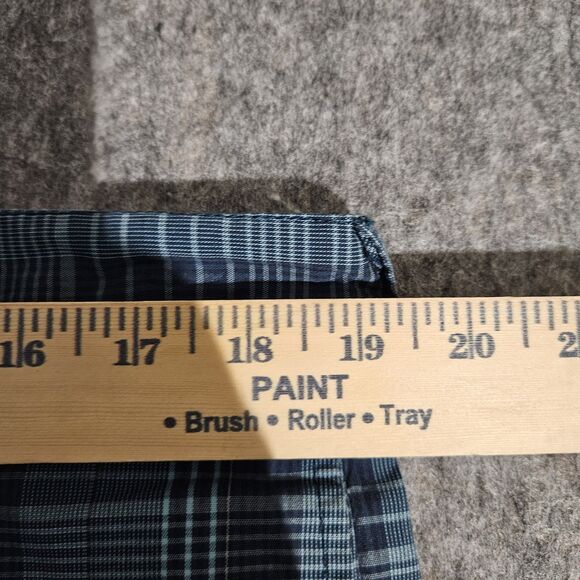 16 17 18 19 20 2
PAINT
• Brush • Roller • Tray